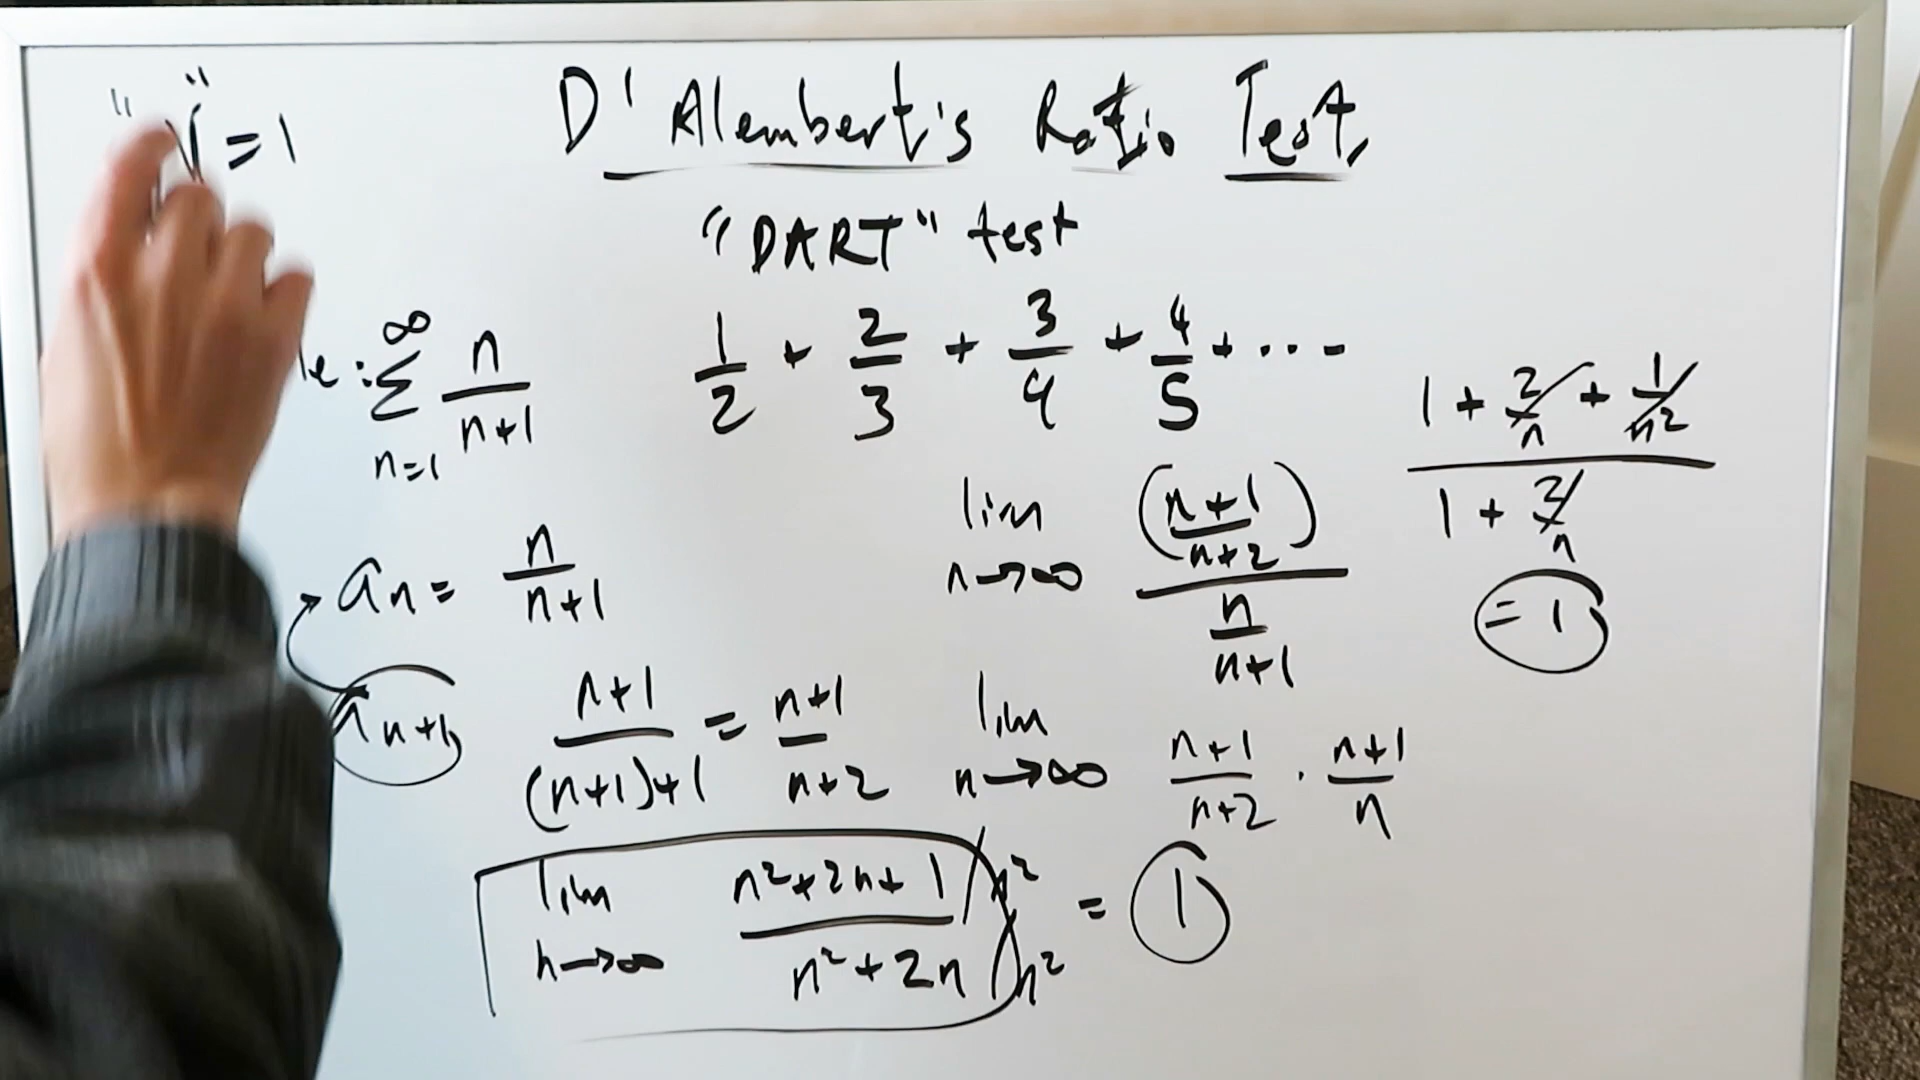 "r" = 1
D'Alembert's Ratio Test
"DART" test
le: ∞ Σ n=1 n/(n+1)
1/2 + 2/3 + 3/4 + 4/5 + ...
(1 + 2/n + 1/n²)/(1 + 2/n)
= 1
lim n→∞ ((n+1)/(n+2))/(n/(n+1))
an = n/(n+1)
an+1 (n+1)/((n+1)+1) = (n+1)/(n+2)
lim n→∞ (n+1)/(n+2) · (n+1)/n
lim n→∞ (n²+2n+1 / n²)/(n²+2n / n²) = 1